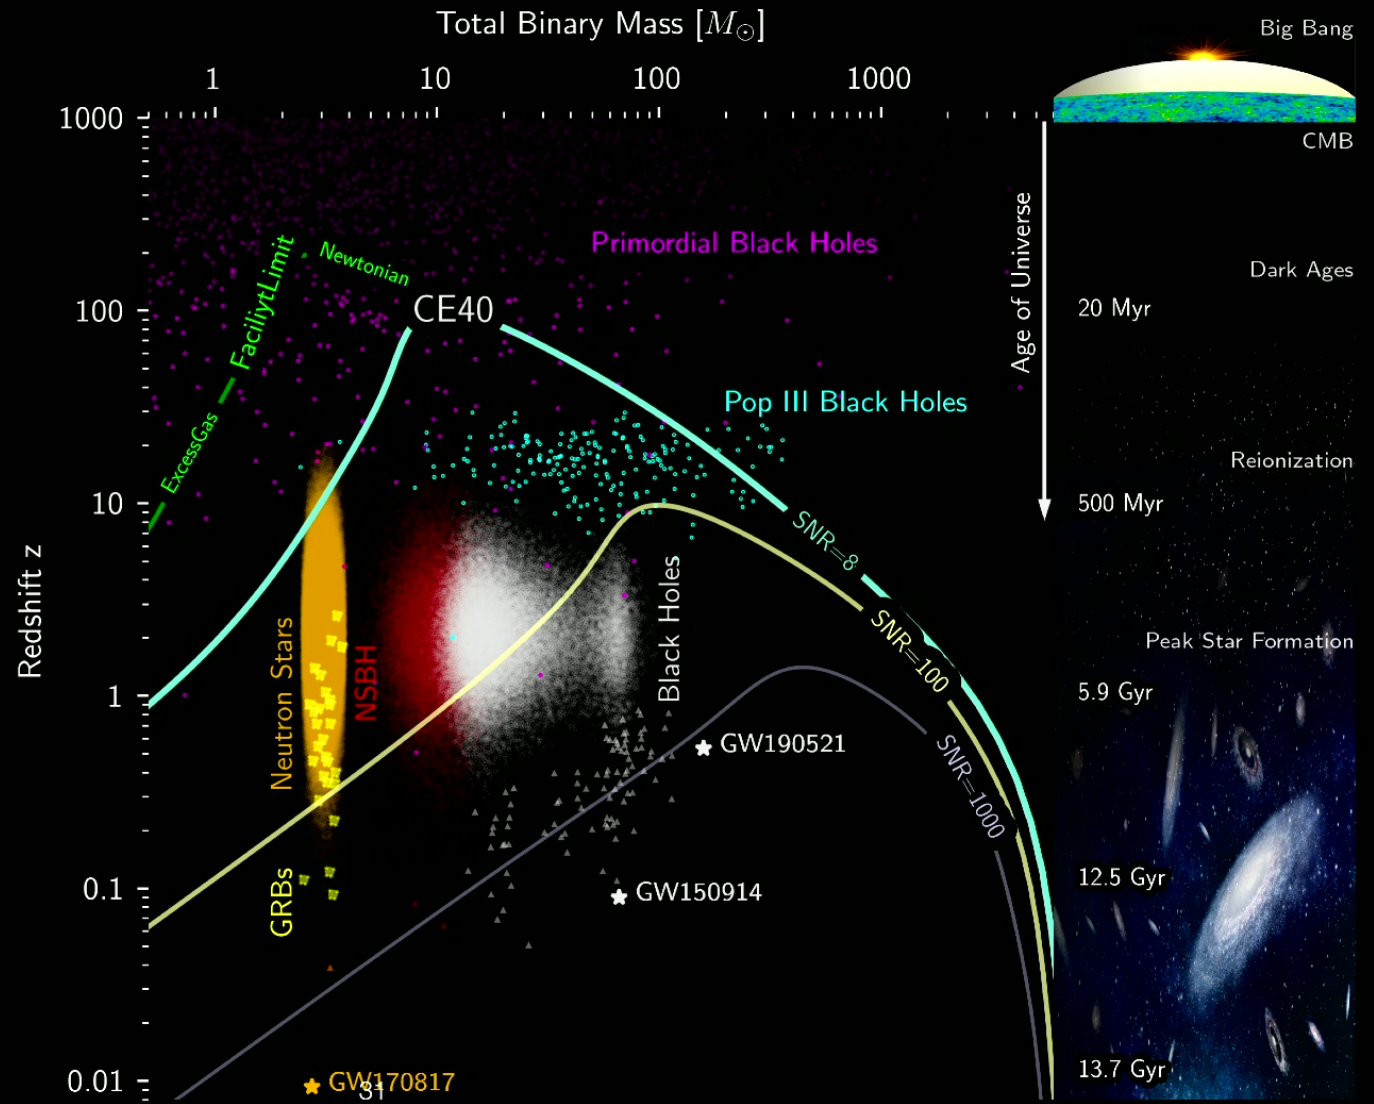 Total Binary Mass [M⊙]
1 10 100 1000
Big Bang
1000
CMB
Primordial Black Holes
Newtonian
FaciliytLimit
Dark Ages
Age of Universe
100
CE40
20 Myr
Pop III Black Holes
ExcessGas
Reionization
10
500 Myr
SNR=8
Redshift z
Neutron Stars
NSBH
Black Holes
SNR=100
Peak Star Formation
1
5.9 Gyr
GW190521
SNR=1000
0.1
GRBs
GW150914
12.5 Gyr
0.01
GW170817
31
13.7 Gyr